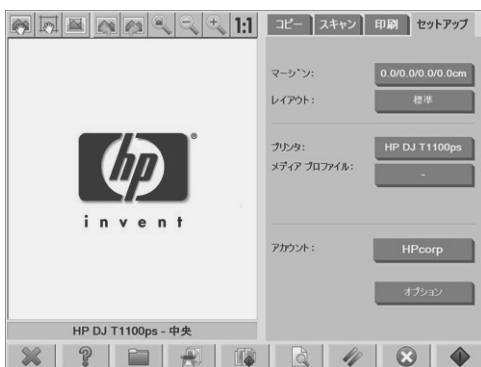 1:1
コピー スキャン 印刷 セットアップ
マージン: 0.0/0.0/0.0/0.0cm
レイアウト: 標準
プリンタ: HP DJ T1100ps
メディア プロファイル: -
アカウント: HPcorp
オプション
hp
®
invent
HP DJ T1100ps - 中央